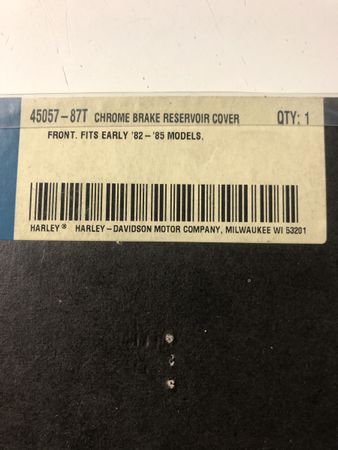 45057-87T CHROME BRAKE RESERVOIR COVER QTY: 1
FRONT. FITS EARLY '82-'85 MODELS.
HARLEY® HARLEY-DAVIDSON MOTOR COMPANY, MILWAUKEE WI 53201